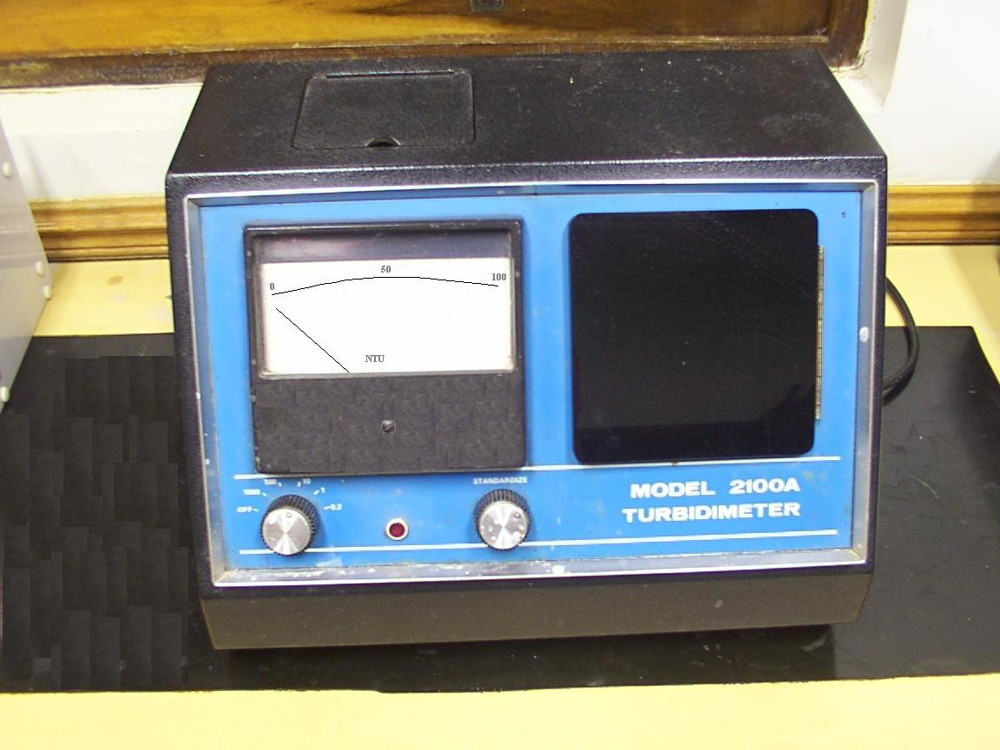 0 50 100
NTU
STANDARDIZE
100 10
1000 1
OFF 0.2
MODEL 2100A
TURBIDIMETER